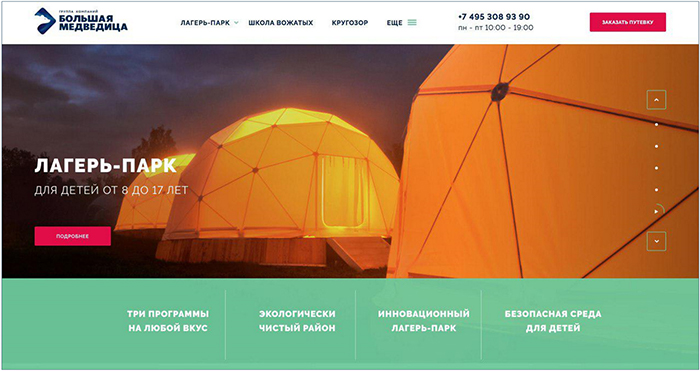 ГРУППА КОМПАНИЙ
БОЛЬШАЯ
МЕДВЕДИЦА
ЛАГЕРЬ-ПАРК
ШКОЛА ВОЖАТЫХ
КРУГОЗОР
ЕЩЕ
+7 495 308 93 90
пн - пт 10:00 - 19:00
ЗАКАЗАТЬ ПУТЕВКУ
ЛАГЕРЬ-ПАРК
ДЛЯ ДЕТЕЙ ОТ 8 ДО 17 ЛЕТ
ПОДРОБНЕЕ
ТРИ ПРОГРАММЫ
НА ЛЮБОЙ ВКУС
ЭКОЛОГИЧЕСКИ
ЧИСТЫЙ РАЙОН
ИННОВАЦИОННЫЙ
ЛАГЕРЬ-ПАРК
БЕЗОПАСНАЯ СРЕДА
ДЛЯ ДЕТЕЙ